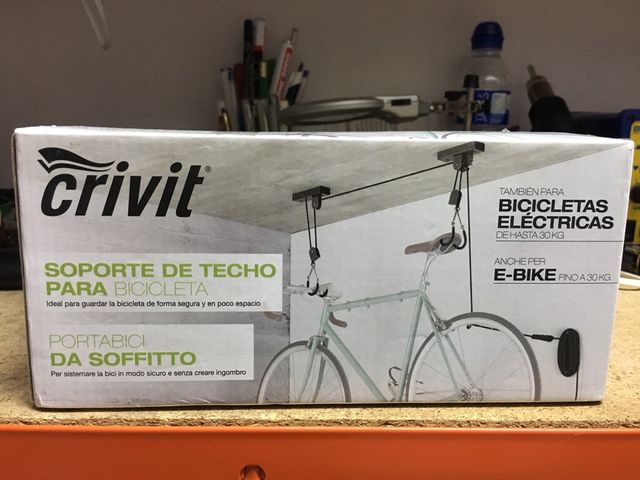 crivit®
SOPORTE DE TECHO
PARA BICICLETA
Ideal para guardar la bicicleta de forma segura y en poco espacio
PORTABICI
DA SOFFITTO
Per sistemare la bici in modo sicuro e senza creare ingombro
TAMBIÉN PARA
BICICLETAS
ELÉCTRICAS
DE HASTA 30 KG
ANCHE PER
E-BIKE FINO A 30 KG